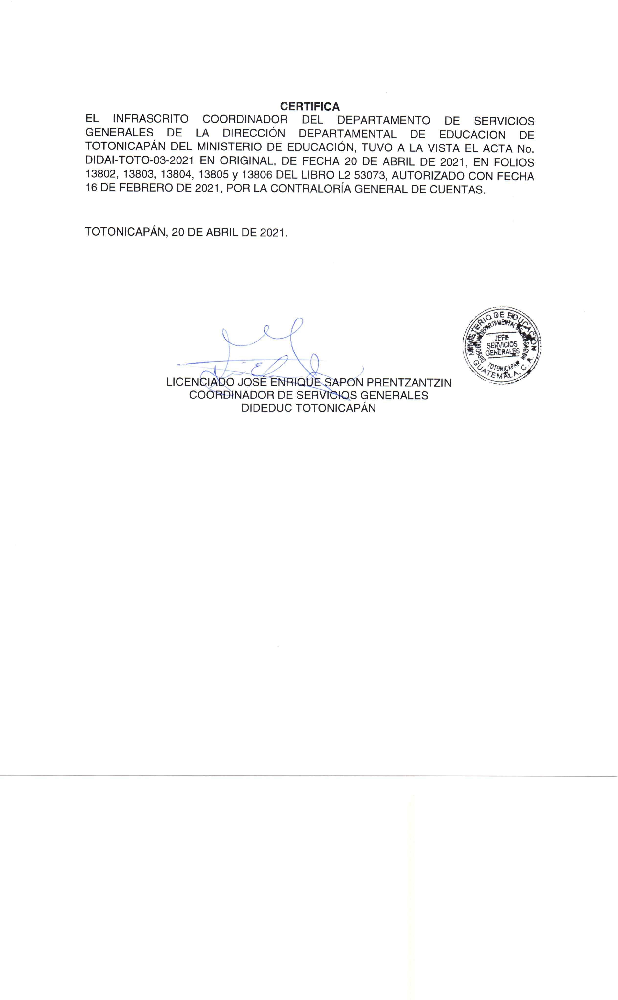 CERTIFICA
EL INFRASCRITO COORDINADOR DEL DEPARTAMENTO DE SERVICIOS
GENERALES DE LA DIRECCIÓN DEPARTAMENTAL DE EDUCACION DE
TOTONICAPÁN DEL MINISTERIO DE EDUCACIÓN, TUVO A LA VISTA EL ACTA No.
DIDAI-TOTO-03-2021 EN ORIGINAL, DE FECHA 20 DE ABRIL DE 2021, EN FOLIOS
13802, 13803, 13804, 13805 y 13806 DEL LIBRO L2 53073, AUTORIZADO CON FECHA
16 DE FEBRERO DE 2021, POR LA CONTRALORÍA GENERAL DE CUENTAS.
TOTONICAPÁN, 20 DE ABRIL DE 2021.
MINISTERIO DE EDUCACION
DIRECCION DEPARTAMENTAL DE EDUCACION
JEFE
SERVICIOS
GENERALES
TOTONICAPAN
GUATEMALA, C. A.
LICENCIADO JOSÉ ENRIQUE SAPON PRENTZANTZIN
COORDINADOR DE SERVICIOS GENERALES
DIDEDUC TOTONICAPÁN